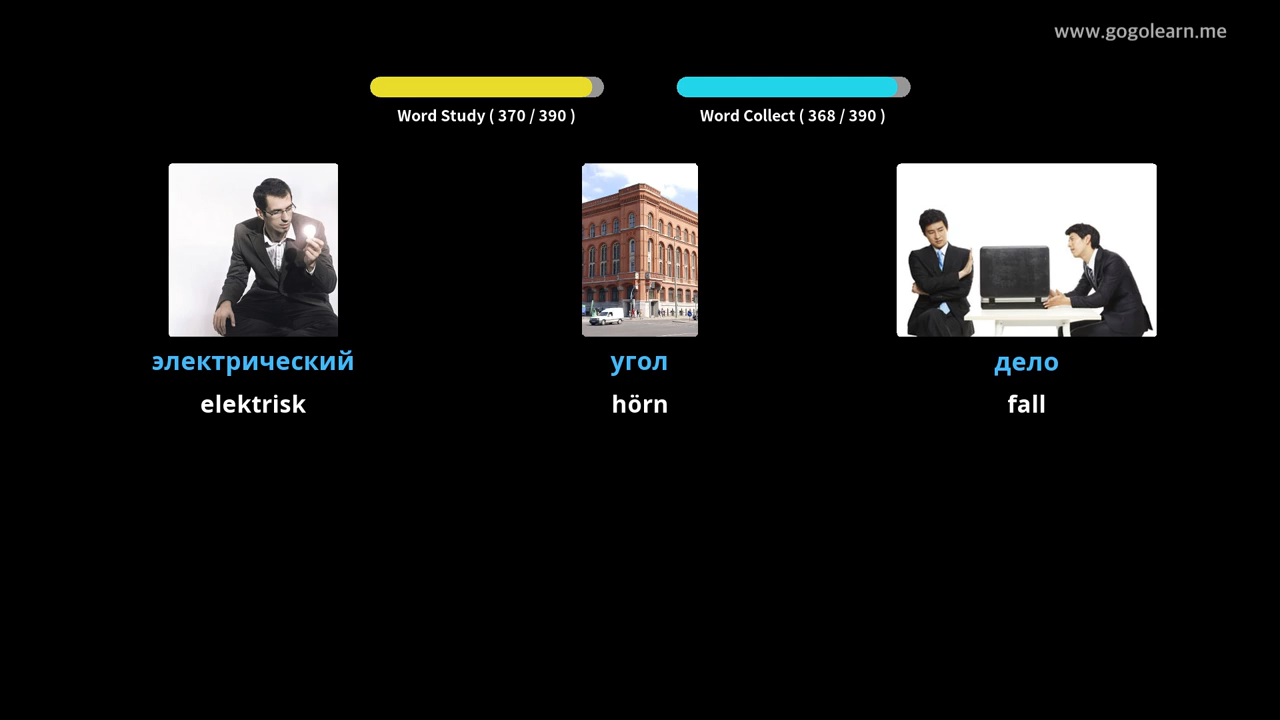 www.gogolearn.me
Word Study ( 370 / 390 )
Word Collect ( 368 / 390 )
электрический
угол
дело
elektrisk
hörn
fall